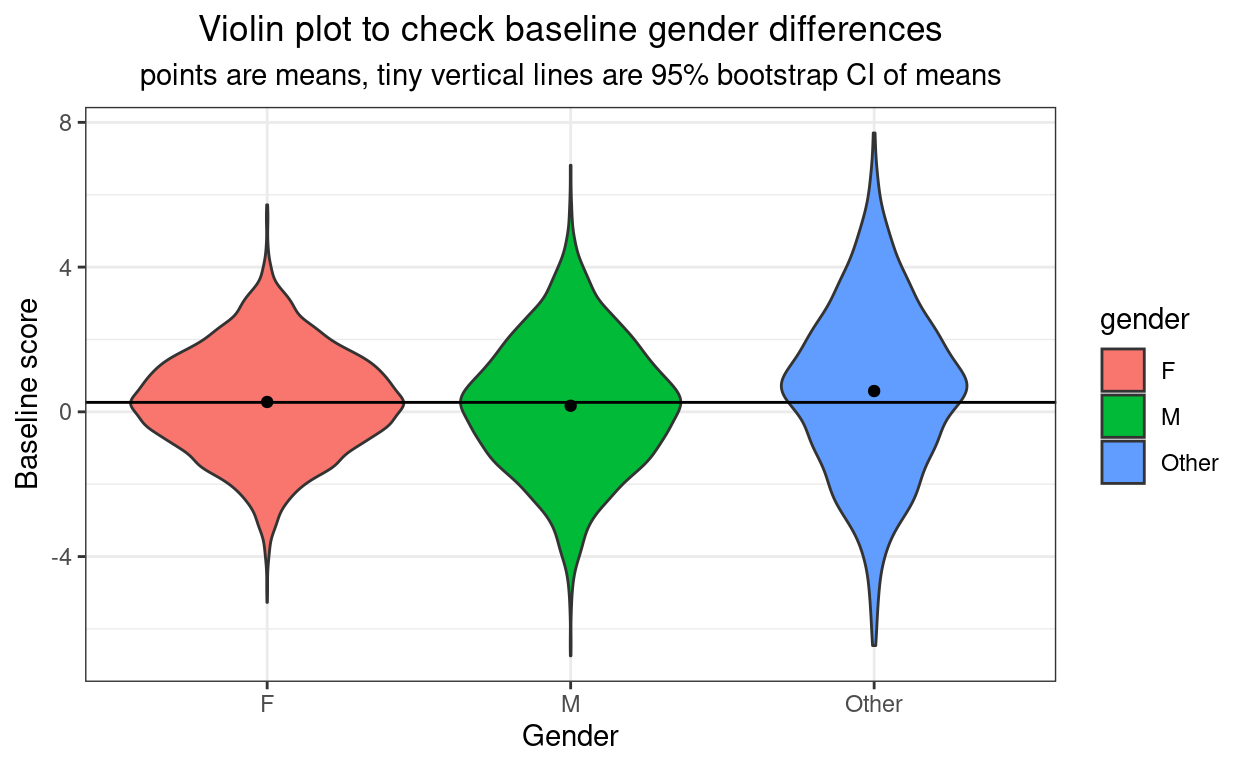 Violin plot to check baseline gender differences
points are means, tiny vertical lines are 95% bootstrap CI of means
8
4
0
-4
Baseline score
F
M
Other
Gender
gender
F
M
Other